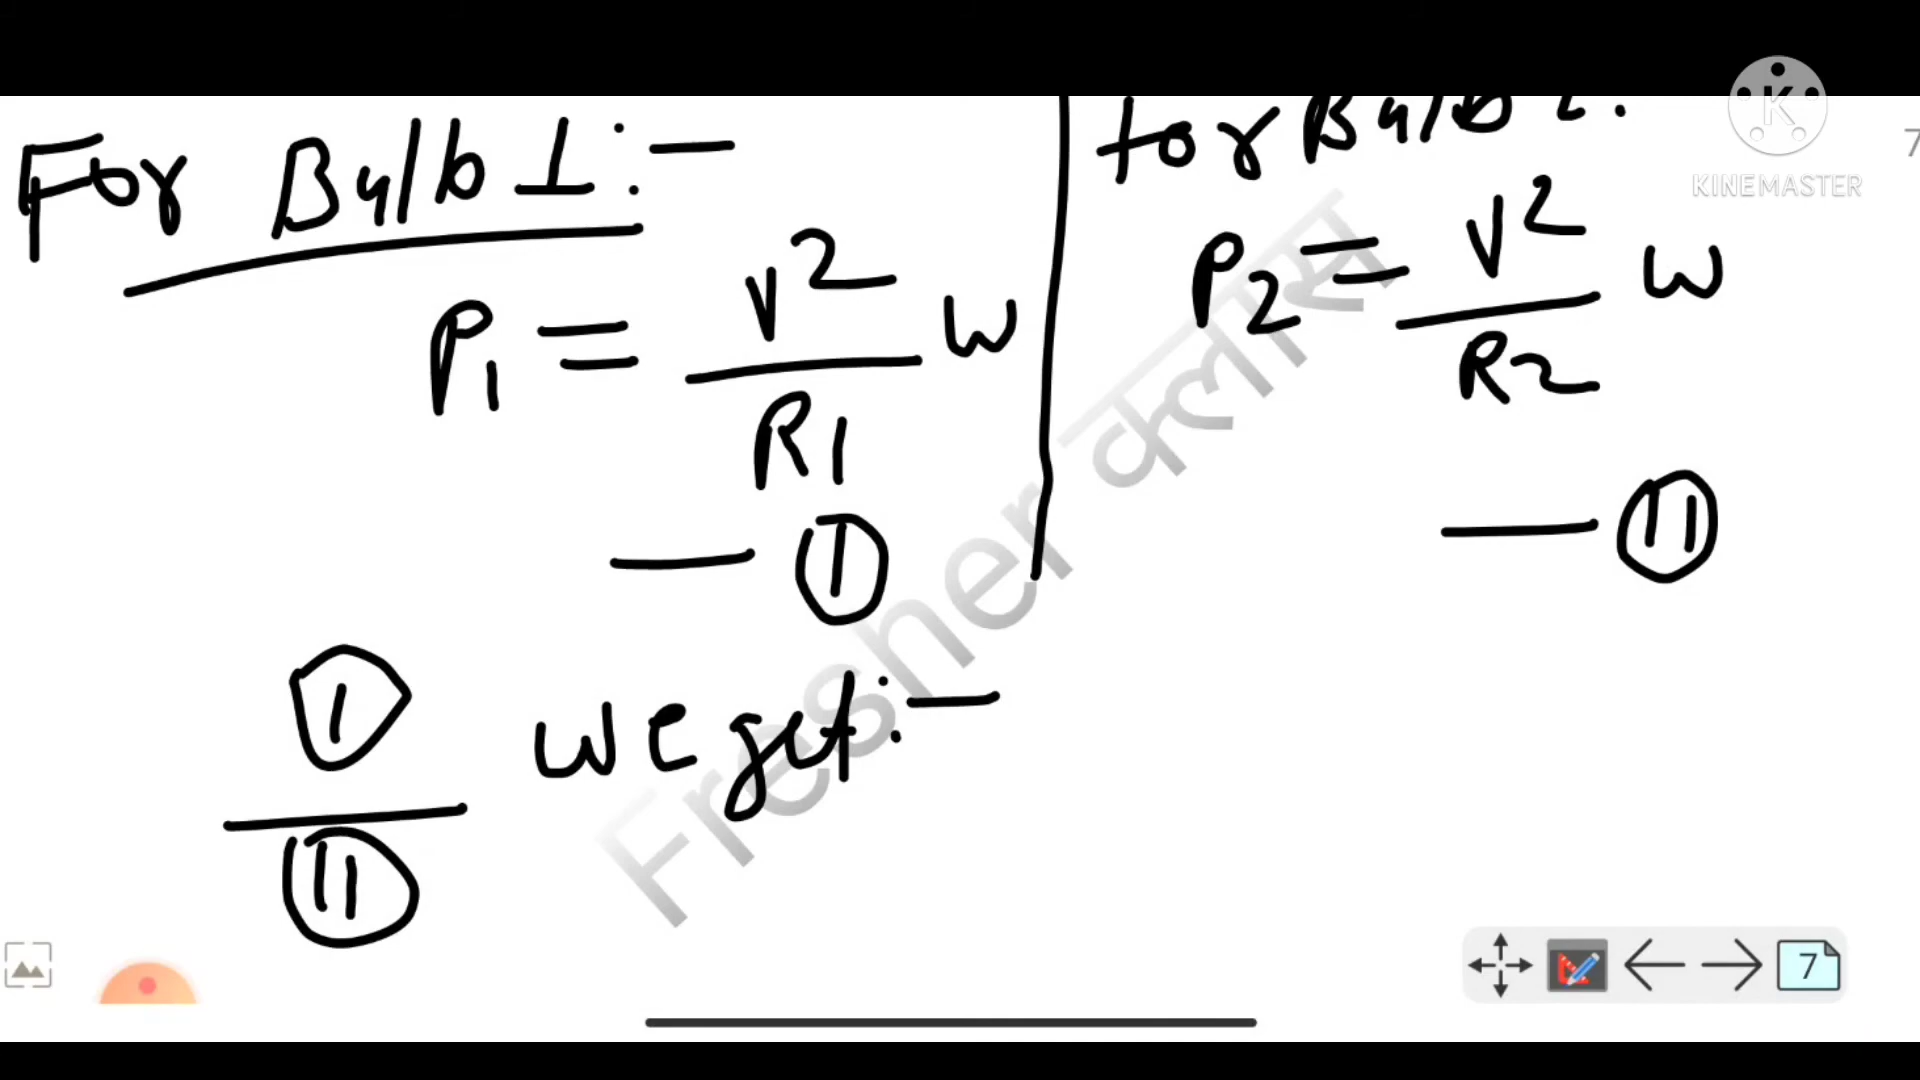 For Bulb 1:-
P1 = V² / R1 W
— I
For Bulb 2:
P2 = V² / R2 W
— II
I / II we get:-
Fresher क्लास
KINEMASTER
7
7